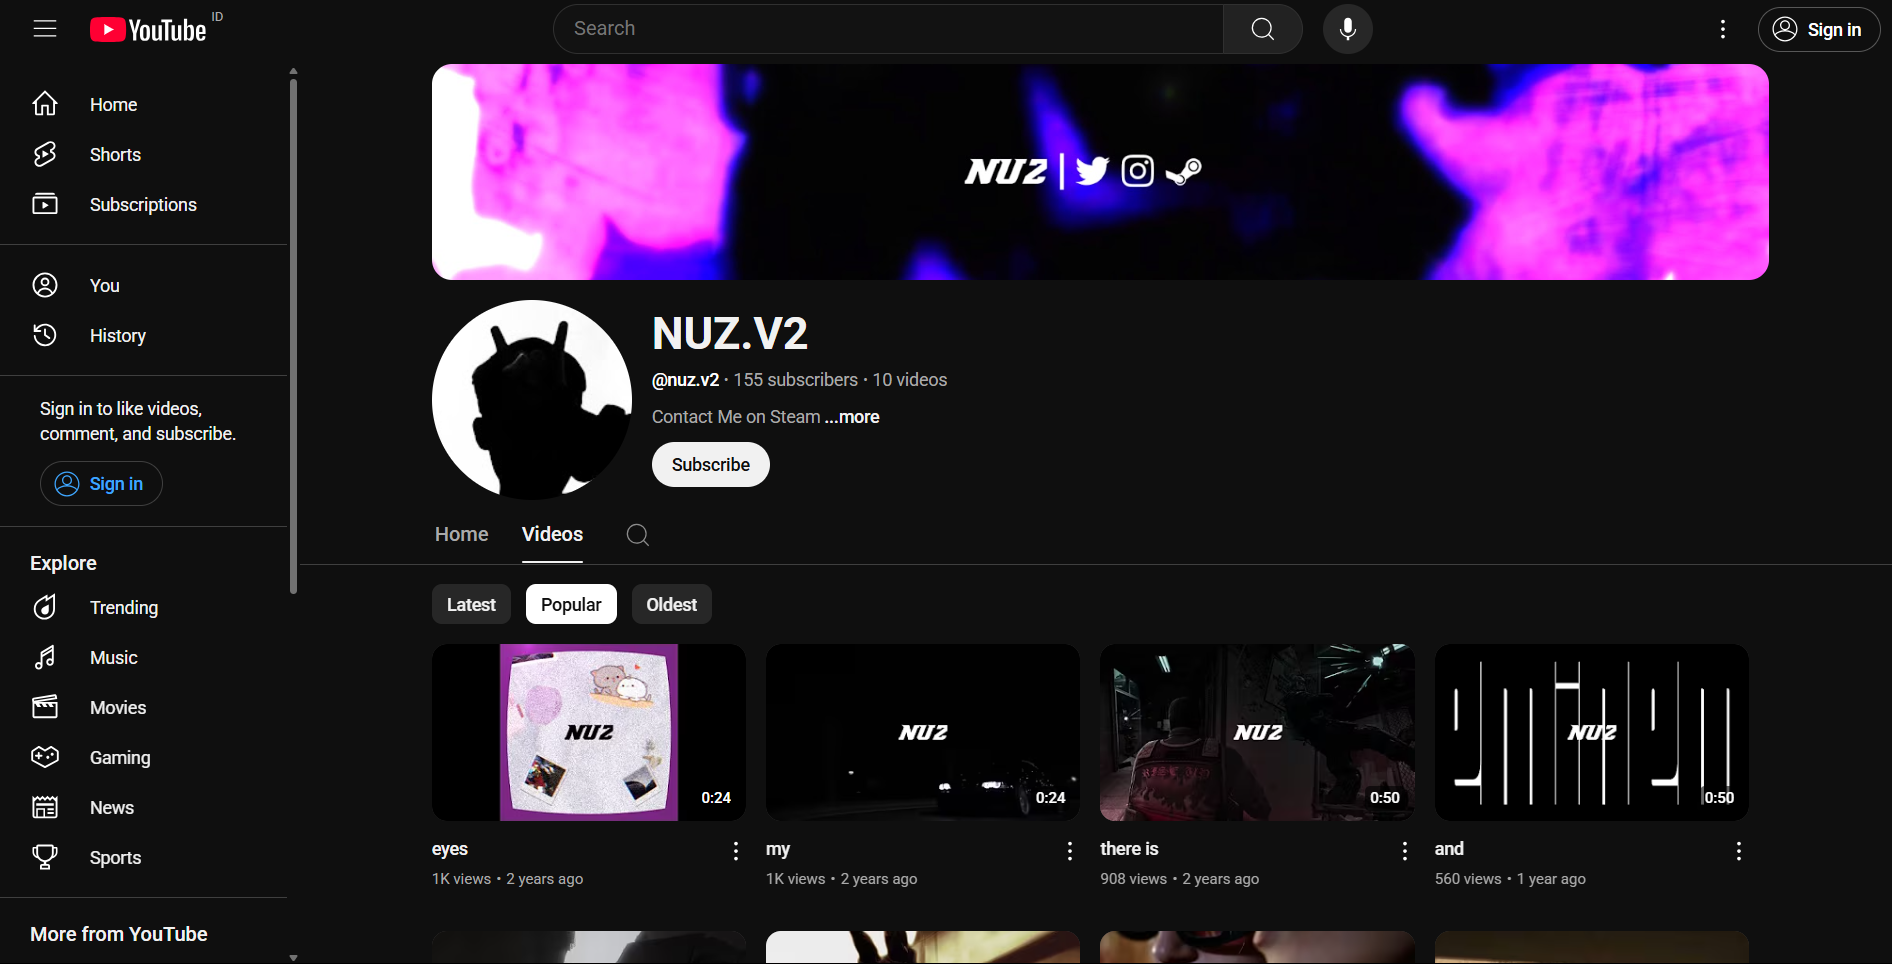 YouTube ID
Search
Sign in
Home
Shorts
Subscriptions
You
History
Sign in to like videos,
comment, and subscribe.
Sign in
Explore
Trending
Music
Movies
Gaming
News
Sports
More from YouTube
NUZ |
NUZ.V2
@nuz.v2 · 155 subscribers · 10 videos
Contact Me on Steam ...more
Subscribe
Home Videos
Latest Popular Oldest
NUZ
0:24
eyes
1K views • 2 years ago
NUZ
0:24
my
1K views • 2 years ago
NUZ
0:50
there is
908 views • 2 years ago
NUZ
0:50
and
560 views • 1 year ago